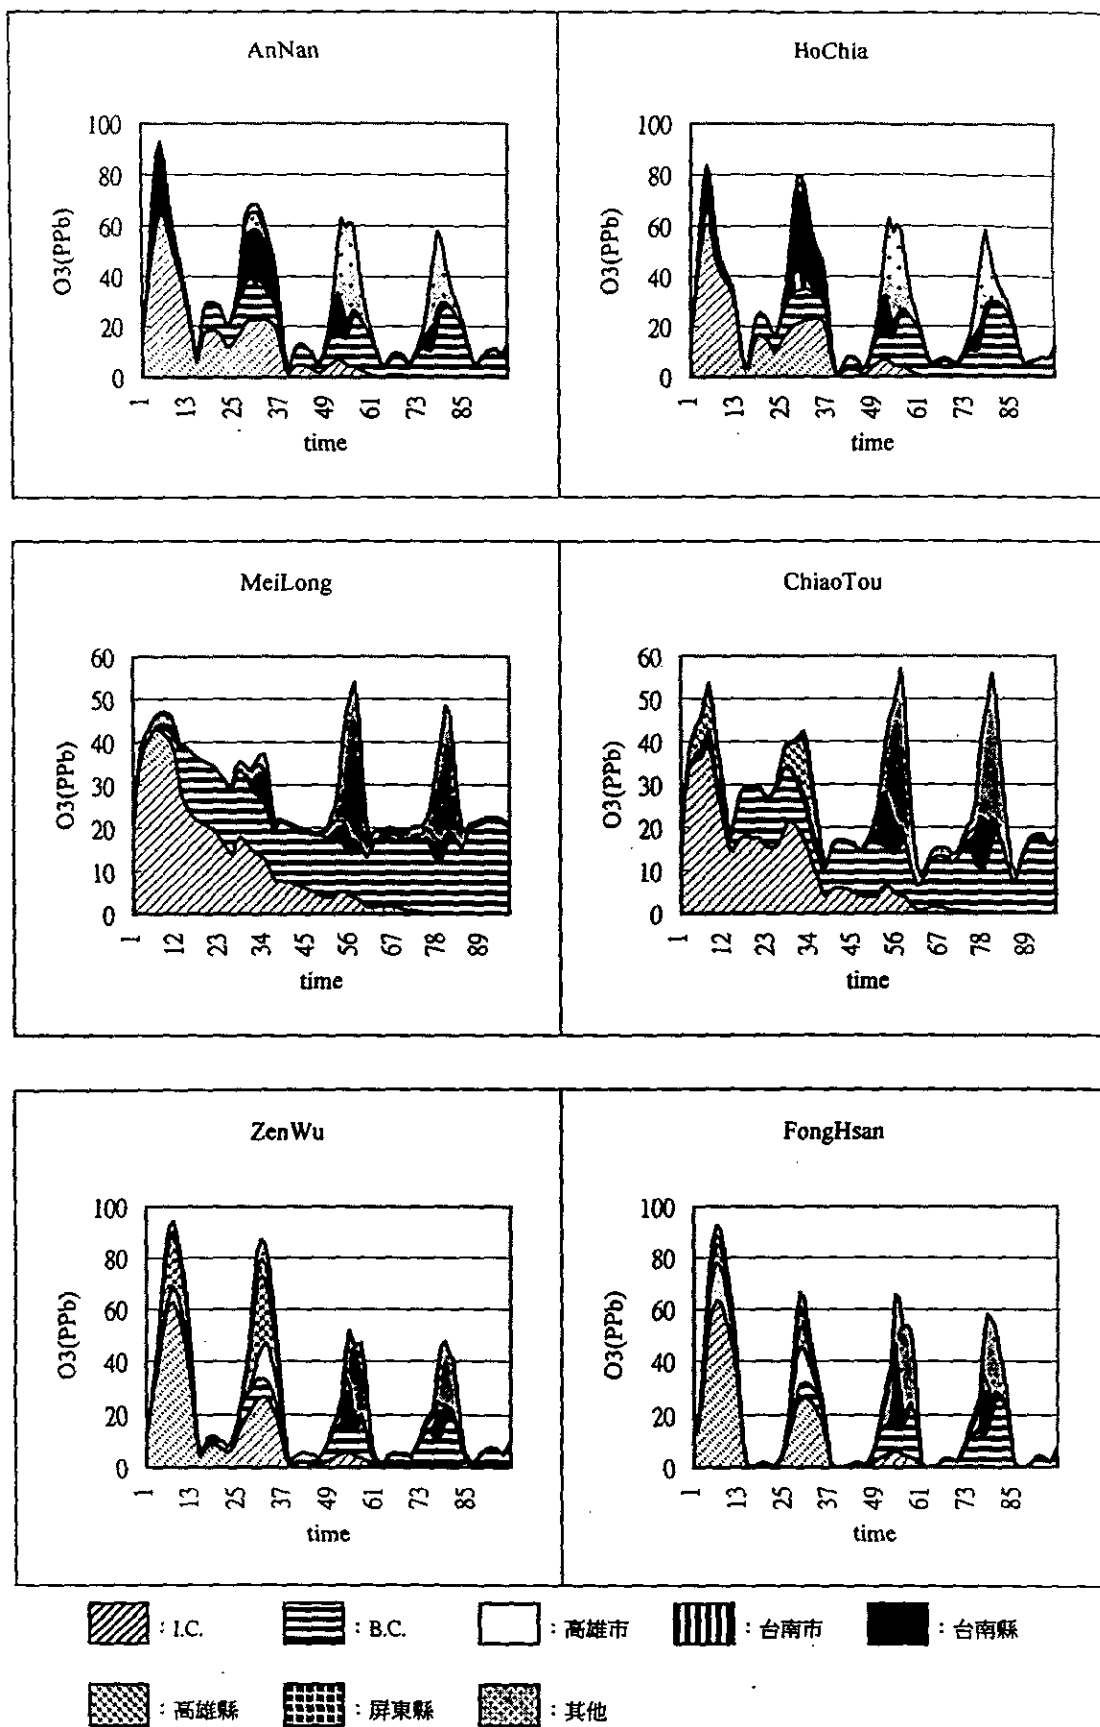 AnNan
O3(PPb)
100
80
60
40
20
0
1 13 25 37 49 61 73 85
time
HoChia
O3(PPb)
100
80
60
40
20
0
1 13 25 37 49 61 73 85
time
MeiLong
O3(PPb)
60
50
40
30
20
10
0
1 12 23 34 45 56 67 78 89
time
ChiaoTou
O3(PPb)
60
50
40
30
20
10
0
1 12 23 34 45 56 67 78 89
time
ZenWu
O3(PPb)
100
80
60
40
20
0
1 13 25 37 49 61 73 85
time
FongHsan
O3(PPb)
100
80
60
40
20
0
1 13 25 37 49 61 73 85
time
: I.C. : B.C. : 高雄市 : 台南市 : 台南縣
: 高雄縣 : 屏東縣 : 其他